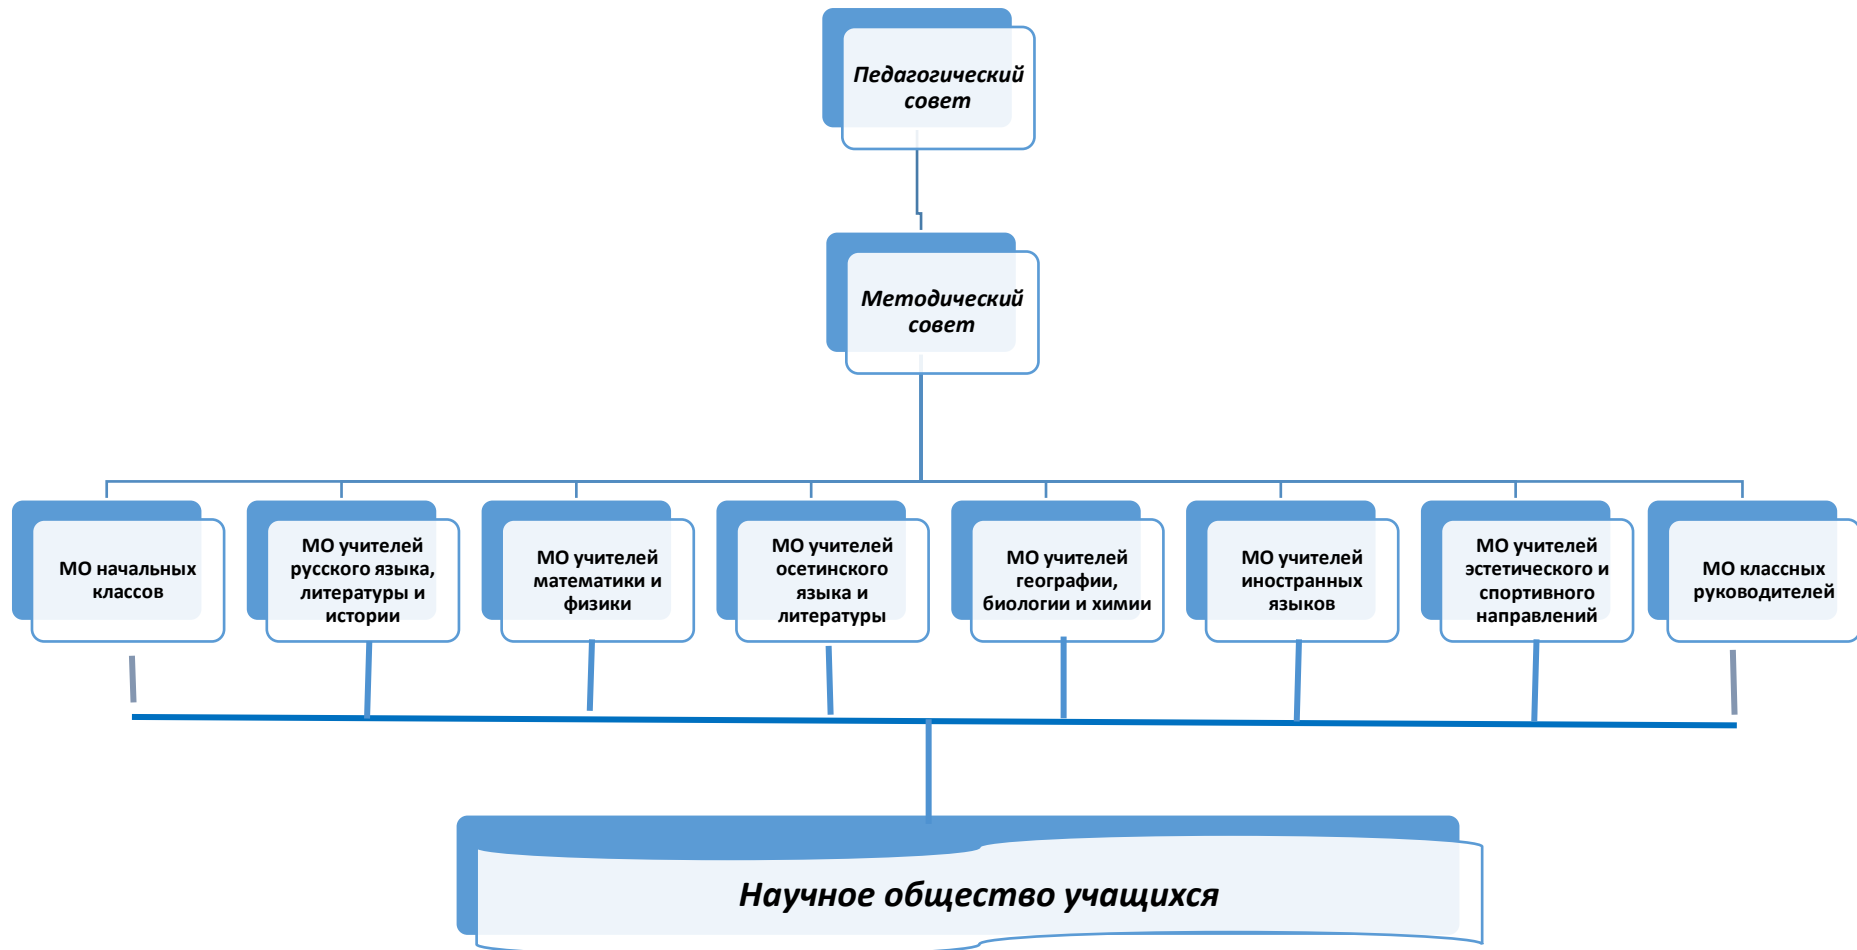 Педагогический
совет
Методический
совет
МО начальных
классов
МО учителей
русского языка,
литературы и
истории
МО учителей
математики и
физики
МО учителей
осетинского
языка и
литературы
МО учителей
географии,
биологии и химии
МО учителей
иностранных
языков
МО учителей
эстетического и
спортивного
направлений
МО классных
руководителей
Научное общество учащихся